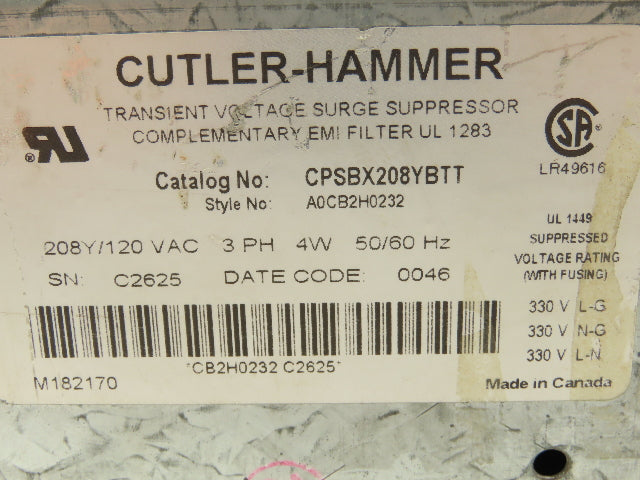 CUTLER-HAMMER
TRANSIENT VOLTAGE SURGE SUPPRESSOR
COMPLEMENTARY EMI FILTER UL 1283
RU®
SA
LR49616
Catalog No: CPSBX208YBTT
Style No: A0CB2H0232
208Y/120 VAC 3 PH 4W 50/60 Hz
SN: C2625 DATE CODE: 0046
UL 1449
SUPPRESSED
VOLTAGE RATING
(WITH FUSING)
330 V L-G
330 V N-G
330 V L-N
*CB2H0232 C2625*
M182170
Made in Canada